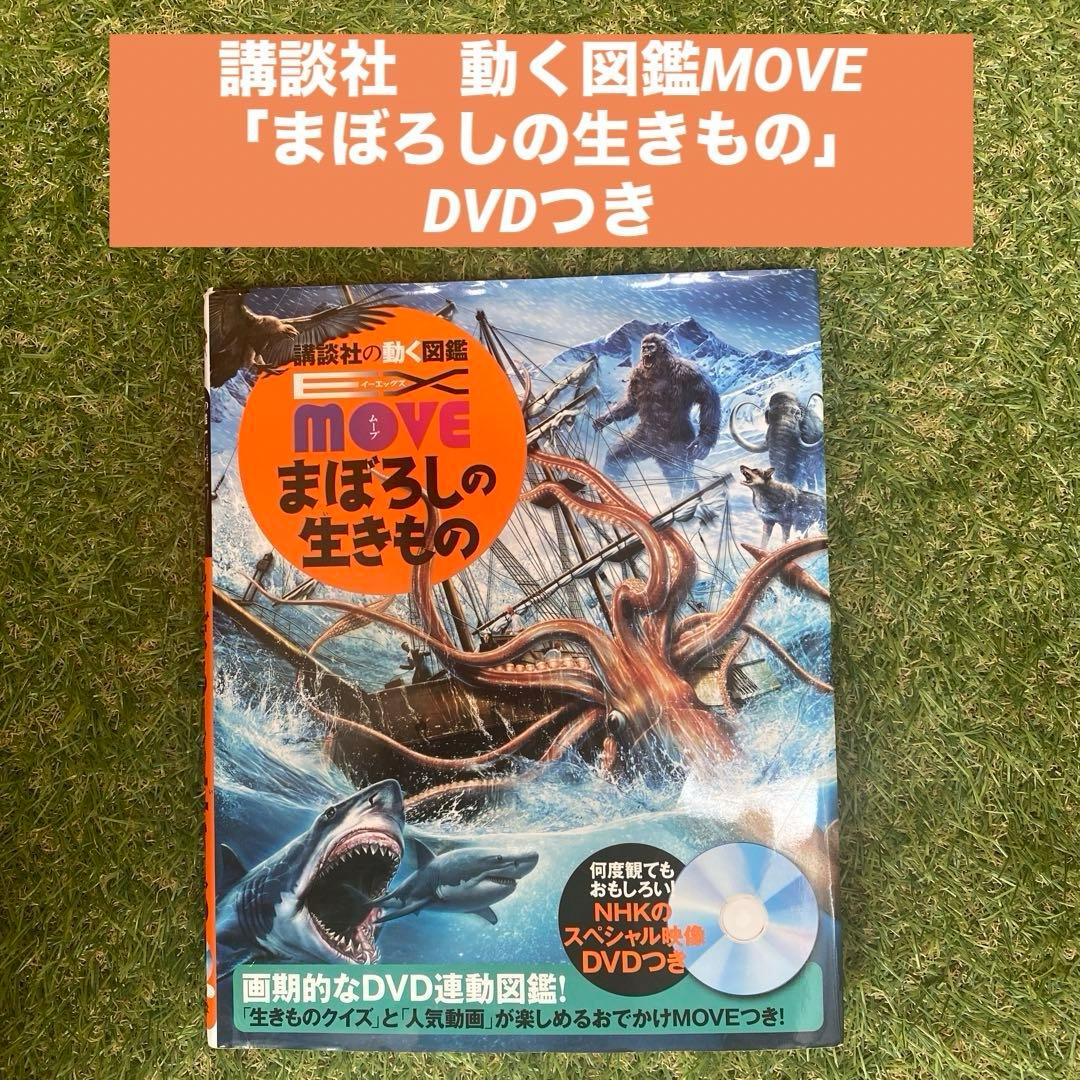 講談社　動く図鑑MOVE
「まぼろしの生きもの」
DVDつき
講談社の動く図鑑
EX
イーエックス
MOVE
ムーブ
まぼろしの
生きもの
何度観ても
おもしろい!
NHKの
スペシャル映像
DVDつき
画期的なDVD連動図鑑!
「生きものクイズ」と「人気動画」が楽しめるおでかけMOVEつき!